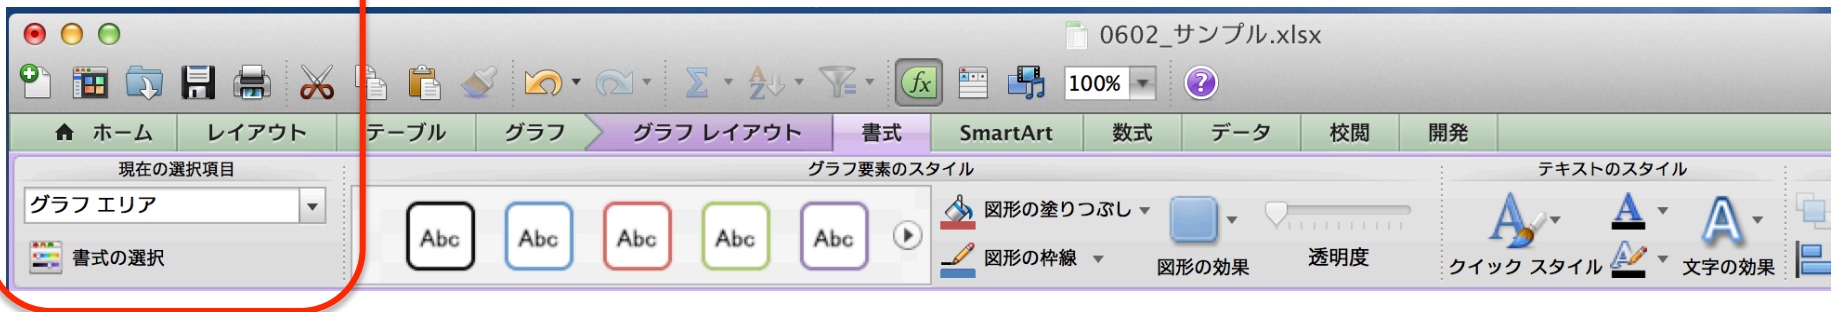 0602_サンプル.xlsx
fx 100% ?
ホーム レイアウト テーブル グラフ グラフ レイアウト 書式 SmartArt 数式 データ 校閲 開発
現在の選択項目 グラフ要素のスタイル テキストのスタイル
グラフ エリア
書式の選択
Abc Abc Abc Abc Abc
図形の塗りつぶし
図形の枠線
図形の効果
透明度
クイック スタイル
文字の効果